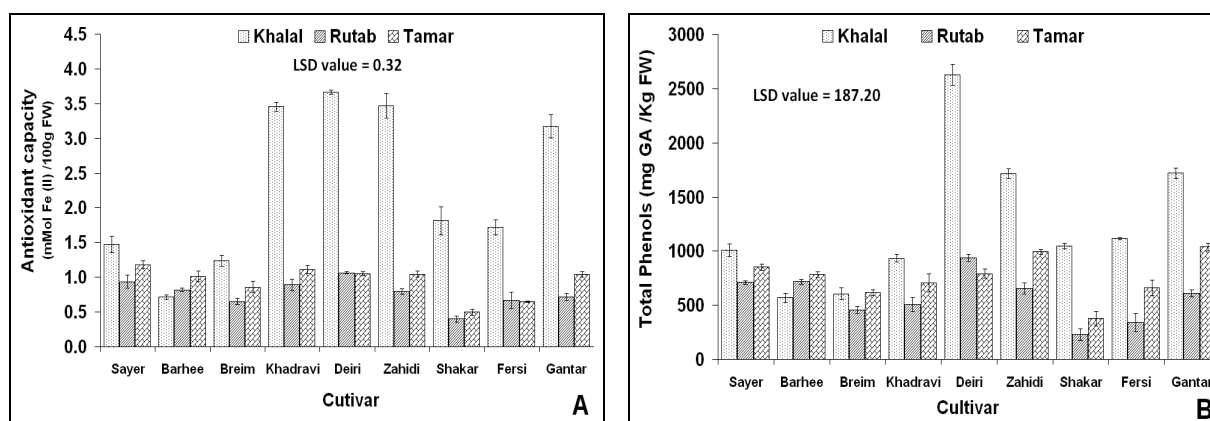 Khalal Rutab Tamar
LSD value = 0.32
Antioxidant capacity
(mMol Fe (II) /100g FW)
4.5
4.0
3.5
3.0
2.5
2.0
1.5
1.0
0.5
0.0
Sayer Barhee Breim Khadravi Deiri Zahidi Shakar Fersi Gantar
Cutivar
A
Khalal Rutab Tamar
LSD value = 187.20
Total Phenols (mg GA /Kg FW)
3000
2500
2000
1500
1000
500
0
Sayer Barhee Breim Khadravi Deiri Zahidi Shakar Fersi Gantar
Cultivar
B